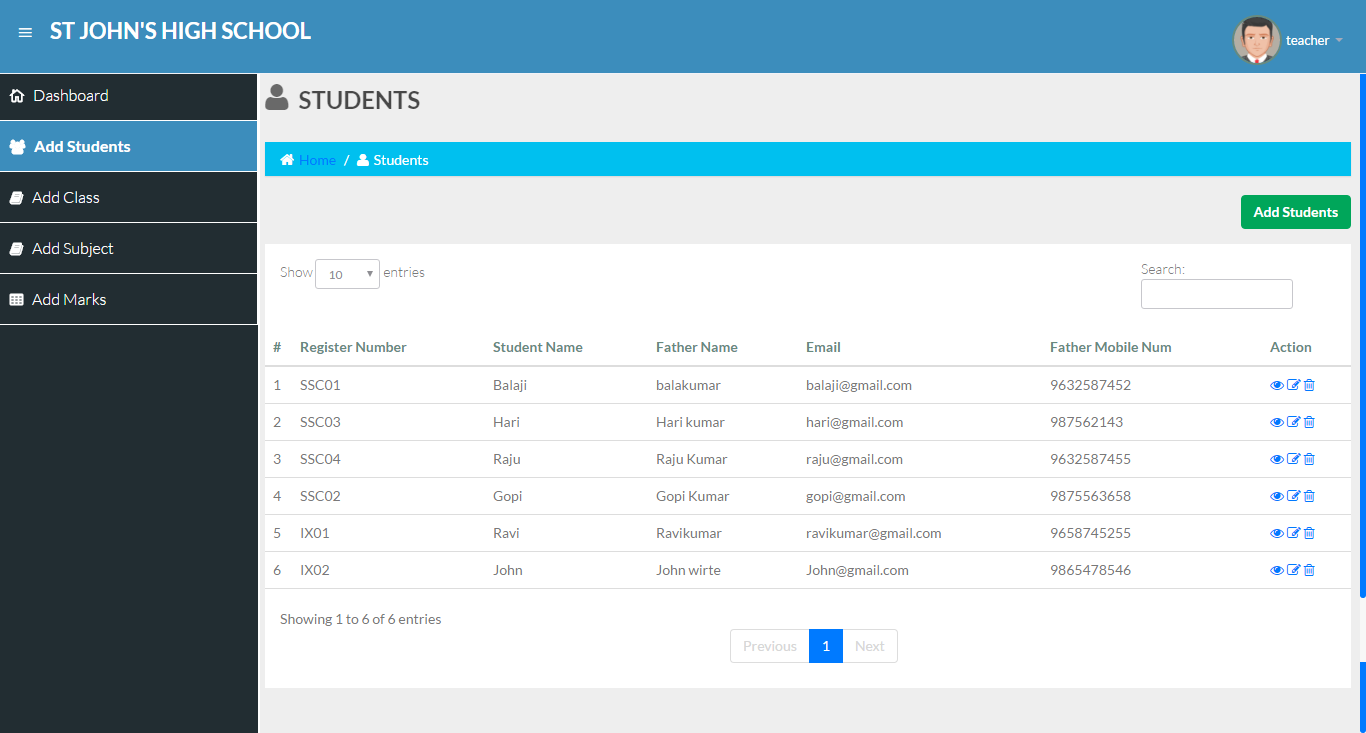 ST JOHN'S HIGH SCHOOL
teacher
Dashboard
Add Students
Add Class
Add Subject
Add Marks
STUDENTS
Home / Students
Add Students
Show 10 entries
Search:
# Register Number Student Name Father Name Email Father Mobile Num Action
1 SSC01 Balaji balakumar balaji@gmail.com 9632587452
2 SSC03 Hari Hari kumar hari@gmail.com 987562143
3 SSC04 Raju Raju Kumar raju@gmail.com 9632587455
4 SSC02 Gopi Gopi Kumar gopi@gmail.com 9875563658
5 IX01 Ravi Ravikumar ravikumar@gmail.com 9658745255
6 IX02 John John wirte John@gmail.com 9865478546
Showing 1 to 6 of 6 entries
Previous 1 Next